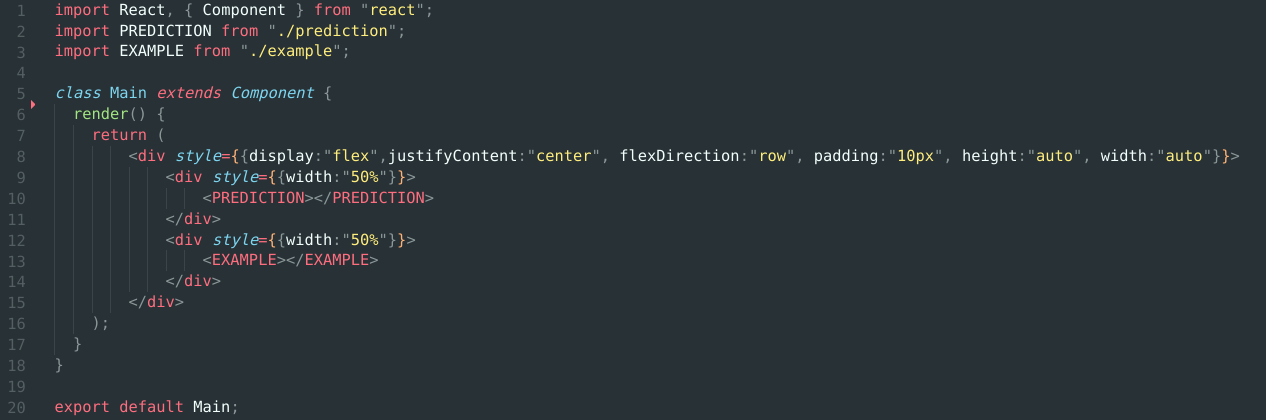 1 import React, { Component } from "react";
2 import PREDICTION from "./prediction";
3 import EXAMPLE from "./example";
4
5 class Main extends Component {
6   render() {
7     return (
8         <div style={{display:"flex",justifyContent:"center", flexDirection:"row", padding:"10px", height:"auto", width:"auto"}}>
9             <div style={{width:"50%"}}>
10                 <PREDICTION></PREDICTION>
11             </div>
12             <div style={{width:"50%"}}>
13                 <EXAMPLE></EXAMPLE>
14             </div>
15         </div>
16     );
17   }
18 }
19
20 export default Main;